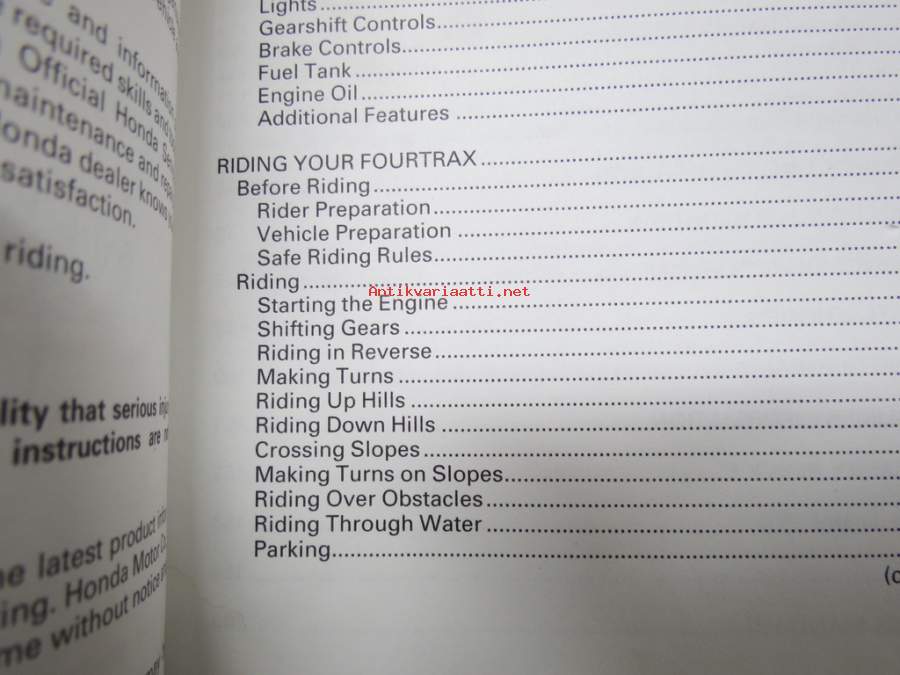 and information
required skills and
Official Honda
maintenance and
Honda dealer knows
satisfaction.
riding.
that serious
instructions are
latest product
Honda Motor
without notice
Lights
Gearshift Controls
Brake Controls
Fuel Tank
Engine Oil
Additional Features
RIDING YOUR FOURTRAX
Before Riding
Rider Preparation
Vehicle Preparation
Safe Riding Rules
Riding
Antikvariaatti.net
Starting the Engine
Shifting Gears
Riding in Reverse
Making Turns
Riding Up Hills
Riding Down Hills
Crossing Slopes
Making Turns on Slopes
Riding Over Obstacles
Riding Through Water
Parking